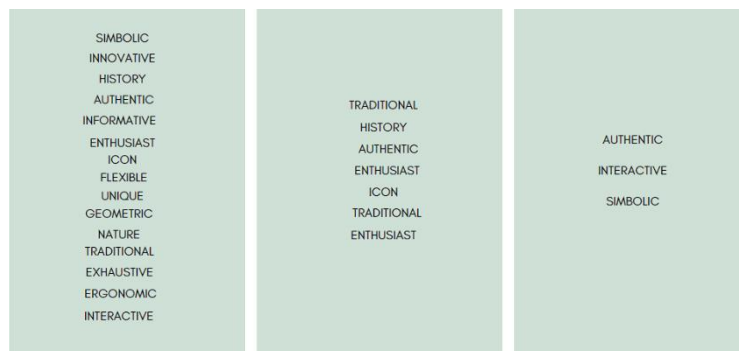 SIMBOLIC
INNOVATIVE
HISTORY
AUTHENTIC
INFORMATIVE
ENTHUSIAST
ICON
FLEXIBLE
UNIQUE
GEOMETRIC
NATURE
TRADITIONAL
EXHAUSTIVE
ERGONOMIC
INTERACTIVE
TRADITIONAL
HISTORY
AUTHENTIC
ENTHUSIAST
ICON
TRADITIONAL
ENTHUSIAST
AUTHENTIC
INTERACTIVE
SIMBOLIC